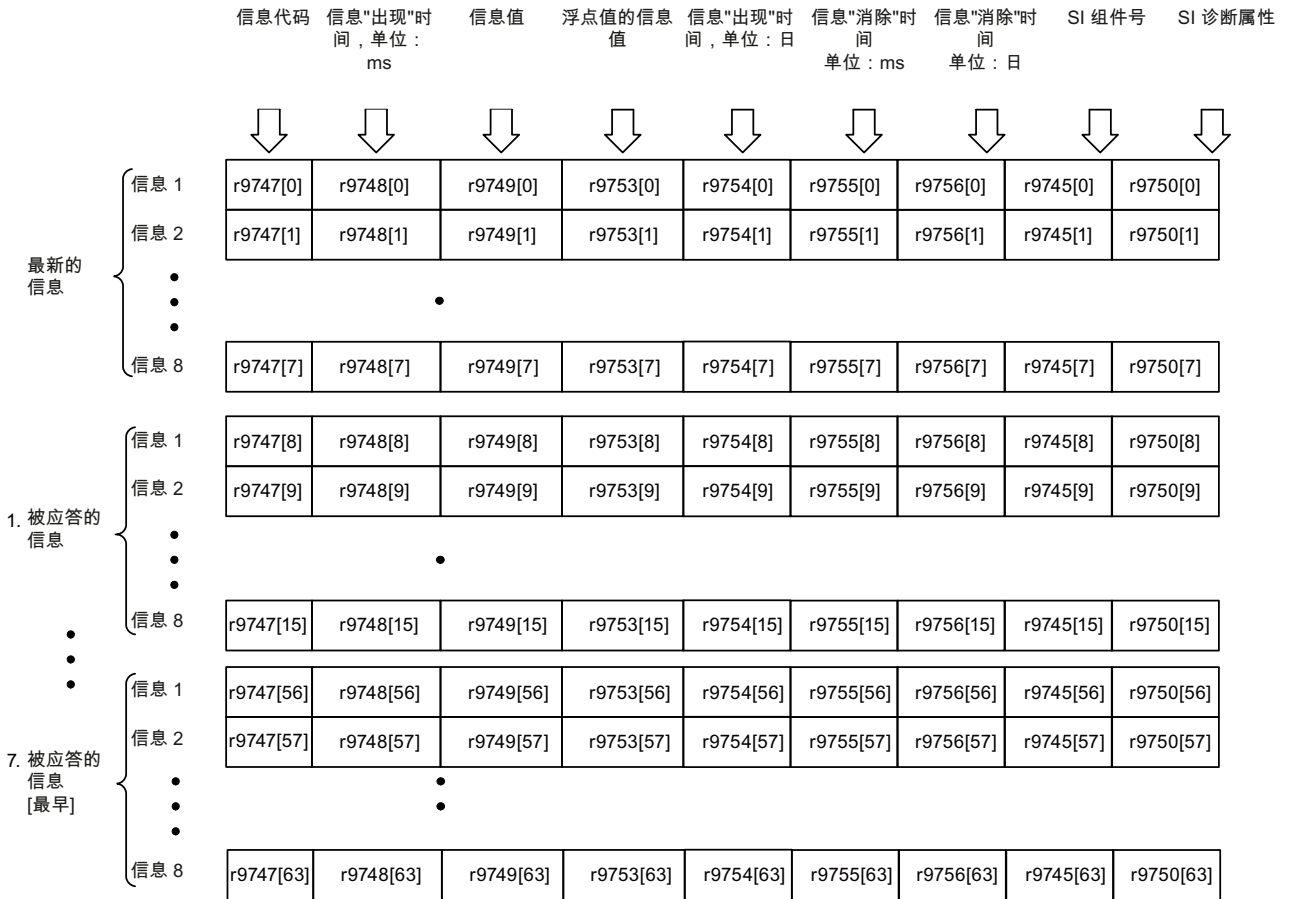 信息代码 信息"出现"时间，单位：ms 信息值 浮点值的信息值 信息"出现"时间，单位：日 信息"消除"时间 单位：ms 信息"消除"时间 单位：日 SI 组件号 SI 诊断属性
最新的
信息
信息 1 r9747[0] r9748[0] r9749[0] r9753[0] r9754[0] r9755[0] r9756[0] r9745[0] r9750[0]
信息 2 r9747[1] r9748[1] r9749[1] r9753[1] r9754[1] r9755[1] r9756[1] r9745[1] r9750[1]
信息 8 r9747[7] r9748[7] r9749[7] r9753[7] r9754[7] r9755[7] r9756[7] r9745[7] r9750[7]
1. 被应答的
信息
信息 1 r9747[8] r9748[8] r9749[8] r9753[8] r9754[8] r9755[8] r9756[8] r9745[8] r9750[8]
信息 2 r9747[9] r9748[9] r9749[9] r9753[9] r9754[9] r9755[9] r9756[9] r9745[9] r9750[9]
信息 8 r9747[15] r9748[15] r9749[15] r9753[15] r9754[15] r9755[15] r9756[15] r9745[15] r9750[15]
7. 被应答的
信息
[最早]
信息 1 r9747[56] r9748[56] r9749[56] r9753[56] r9754[56] r9755[56] r9756[56] r9745[56] r9750[56]
信息 2 r9747[57] r9748[57] r9749[57] r9753[57] r9754[57] r9755[57] r9756[57] r9745[57] r9750[57]
信息 8 r9747[63] r9748[63] r9749[63] r9753[63] r9754[63] r9755[63] r9756[63] r9745[63] r9750[63]